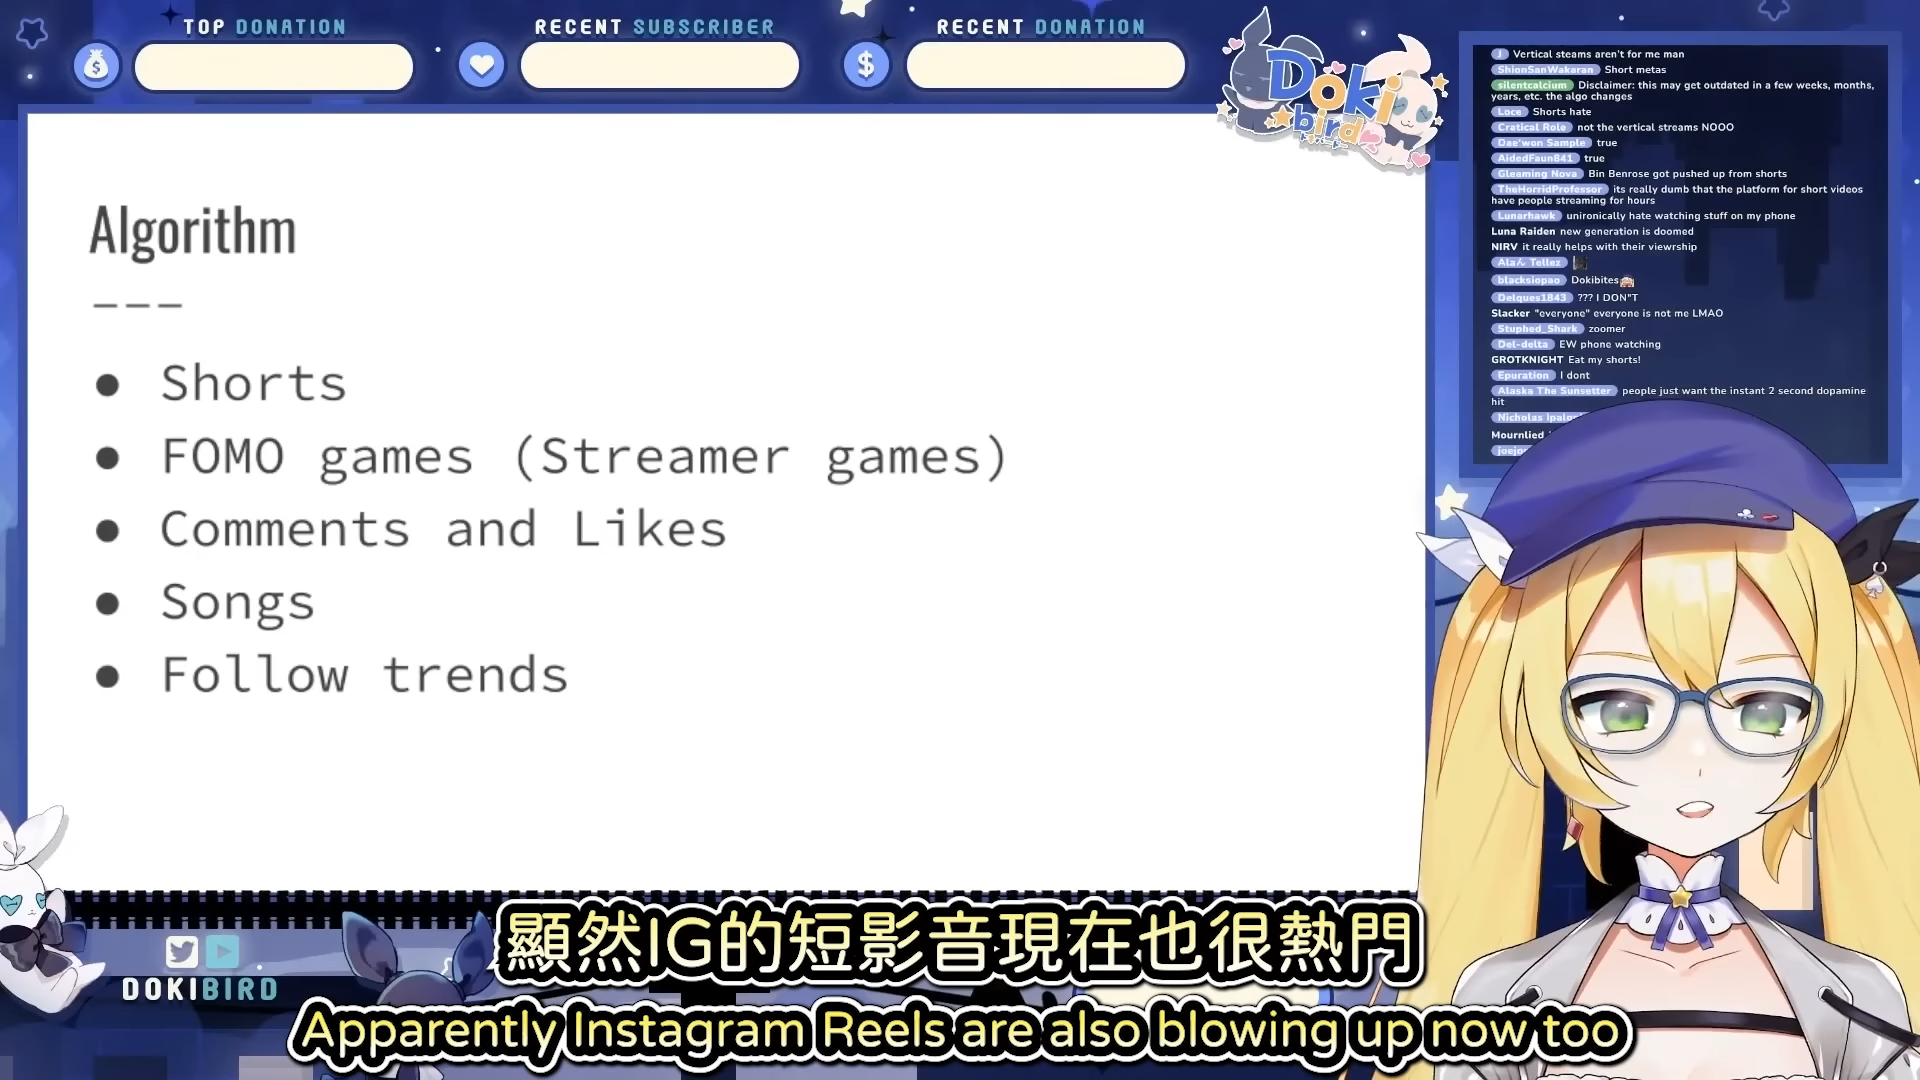 TOP DONATION
RECENT SUBSCRIBER
RECENT DONATION
Doki
bird
Algorithm
---
● Shorts
● FOMO games (Streamer games)
● Comments and Likes
● Songs
● Follow trends
J Vertical steams aren't for me man
ShionSanWakaran Short metas
silentcalcium Disclaimer: this may get outdated in a few weeks, months,
years, etc. the algo changes
Loce Shorts hate
Cratical Role not the vertical streams NOOO
Dae'won Sample true
AidedFaun841 true
Gleaming Nova Bin Benrose got pushed up from shorts
TheHorridProfessor its really dumb that the platform for short videos
have people streaming for hours
Lunarhawk unironically hate watching stuff on my phone
Luna Raiden new generation is doomed
NIRV it really helps with their viewrship
Alaん Tellez
blacksiopao Dokibites
Delques1843 ??? I DON"T
Slacker "everyone" everyone is not me LMAO
Stuphed_Shark zoomer
Del-delta EW phone watching
GROTKNIGHT Eat my shorts!
Epuration I dont
Alaska The Sunsetter people just want the instant 2 second dopamine
hit
Nicholas
Mournlied
DOKIBIRD
顯然IG的短影音現在也很熱門
Apparently Instagram Reels are also blowing up now too